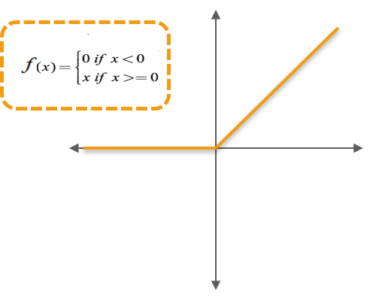 f(x)={0 if x<0
x if x>=0